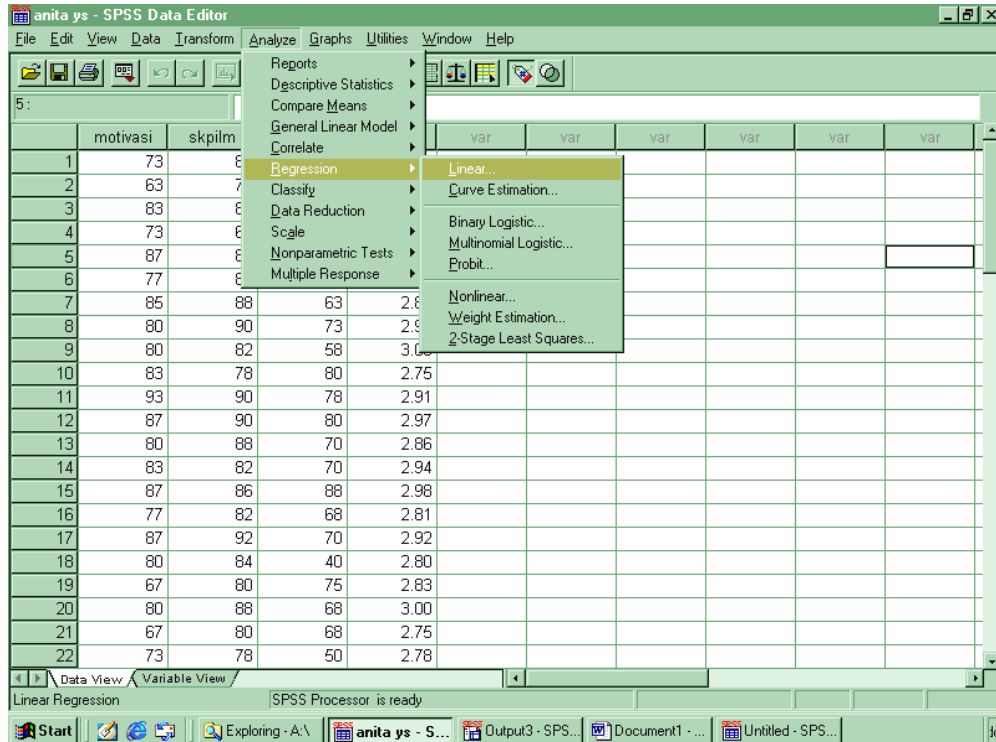 anita ys - SPSS Data Editor
File Edit View Data Transform Analyze Graphs Utilities Window Help
5 :
Reports
Descriptive Statistics
Compare Means
General Linear Model
Correlate
Regression
Classify
Data Reduction
Scale
Nonparametric Tests
Multiple Response
Linear...
Curve Estimation...
Binary Logistic...
Multinomial Logistic...
Probit...
Nonlinear...
Weight Estimation...
2-Stage Least Squares...
motivasi skpilm var var var var var var
1 73
2 63
3 83
4 73
5 87
6 77
7 85 88 63
8 80 90 73
9 80 82 58
10 83 78 80 2.75
11 93 90 78 2.91
12 87 90 80 2.97
13 80 88 70 2.86
14 83 82 70 2.94
15 87 86 88 2.98
16 77 82 68 2.81
17 87 92 70 2.92
18 80 84 40 2.80
19 67 80 75 2.83
20 80 88 68 3.00
21 67 80 68 2.75
22 73 78 50 2.78
Data View Variable View
Linear Regression SPSS Processor is ready
Start Exploring - A:\ anita ys - S... Output3 - SPS... Document1 - ... Untitled - SPS...